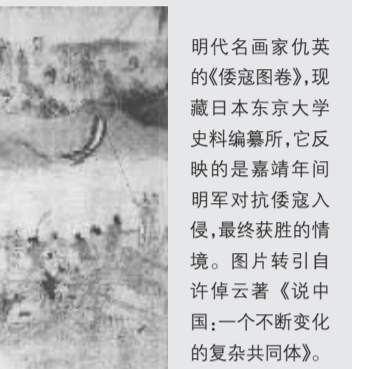 明代名画家仇英
的《倭寇图卷》，现
藏日本东京大学
史料编纂所，它反
映的是嘉靖年间
明军对抗倭寇入
侵，最终获胜的情
境。图片转引自
许倬云著《说中
国：一个不断变化
的复杂共同体》。